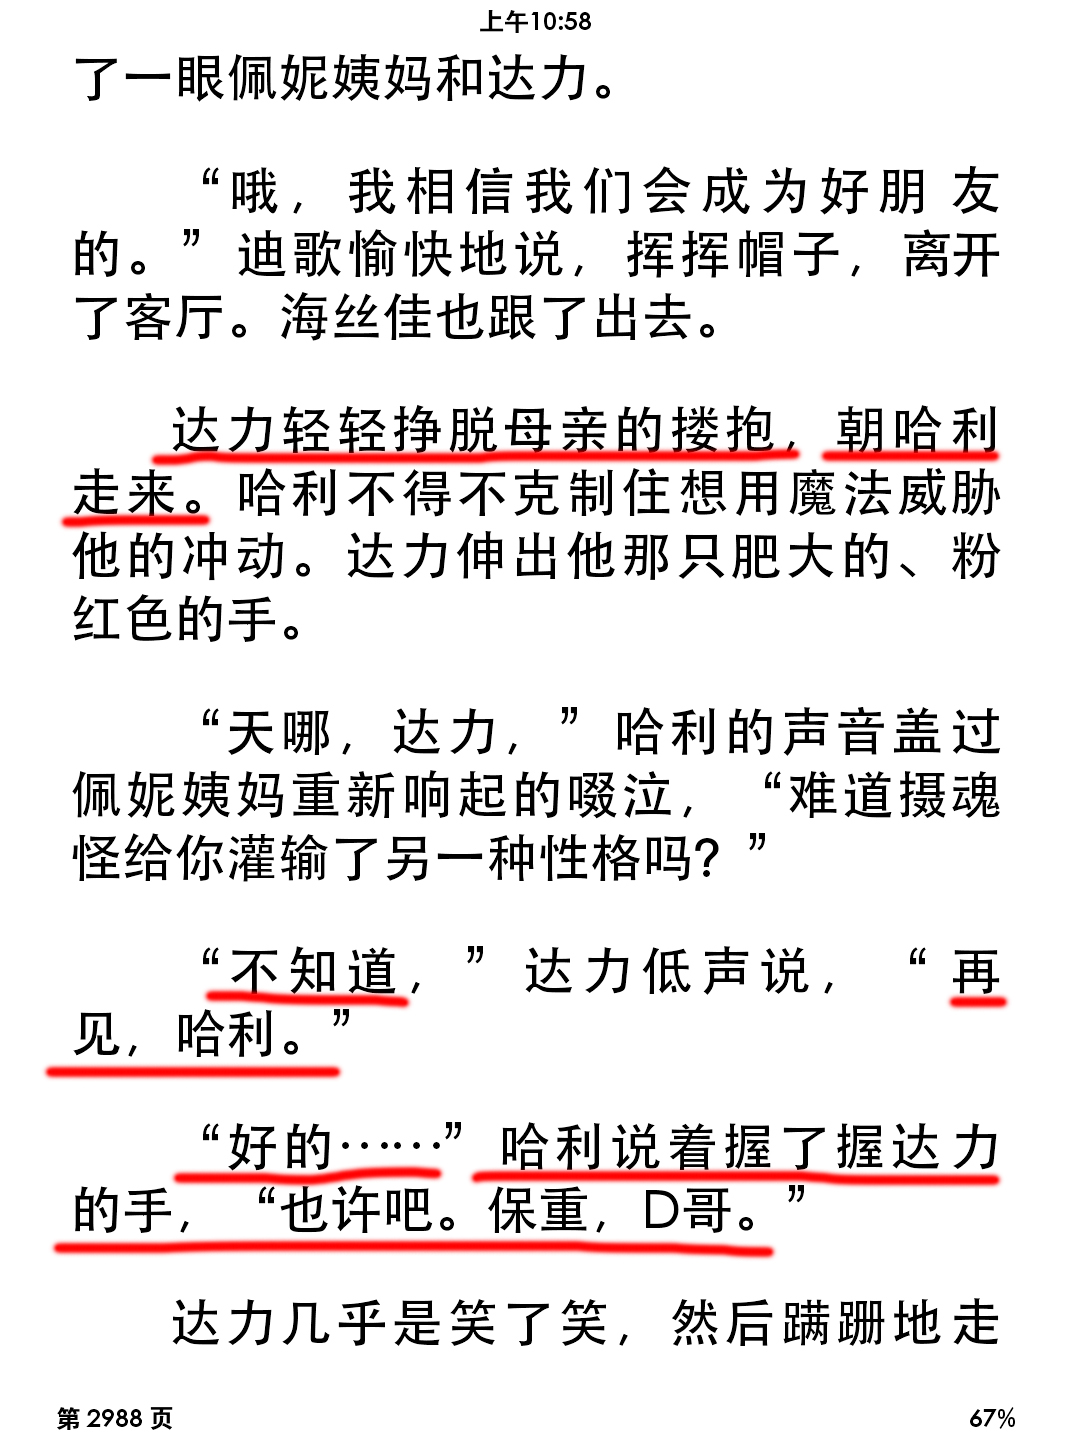 上午10:58
了一眼佩妮姨妈和达力。
“哦，我相信我们会成为好朋友
的。”迪歌愉快地说，挥挥帽子，离开
了客厅。海丝佳也跟了出去。
达力轻轻挣脱母亲的搂抱，朝哈利
走来。哈利不得不克制住想用魔法威胁
他的冲动。达力伸出他那只肥大的、粉
红色的手。
“天哪，达力，”哈利的声音盖过
佩妮姨妈重新响起的啜泣，“难道摄魂
怪给你灌输了另一种性格吗？”
“不知道，”达力低声说，“再
见，哈利。”
“好的……”哈利说着握了握达力
的手，“也许吧。保重，D哥。”
达力几乎是笑了笑，然后蹒跚地走
第 2988 页
67%